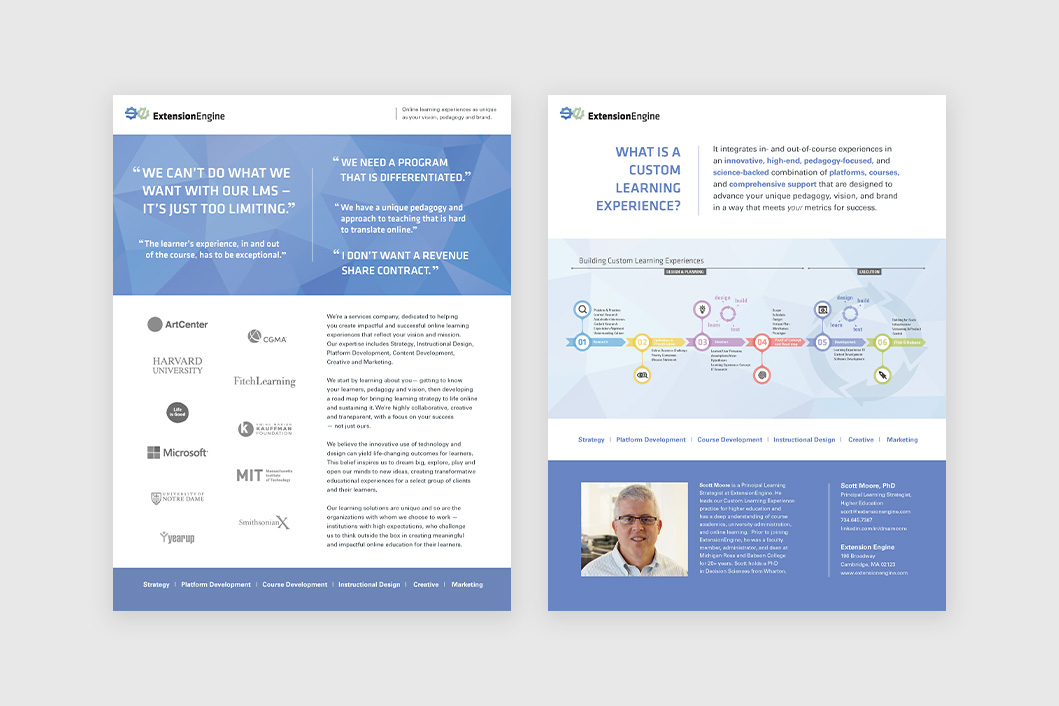 ExtensionEngine
Online learning experiences as unique
as your vision, pedagogy and brand.
“WE CAN’T DO WHAT WE
WANT WITH OUR LMS —
IT’S JUST TOO LIMITING.”
“The learner’s experience, in and out
of the course, has to be exceptional.”
“WE NEED A PROGRAM
THAT IS DIFFERENTIATED.”
“We have a unique pedagogy and
approach to teaching that is hard
to translate online.”
“I DON’T WANT A REVENUE
SHARE CONTRACT.”
ArtCenter
CGMA
HARVARD
UNIVERSITY
FitchLearning
Life
is Good
KAUFFMAN
FOUNDATION
Microsoft
MIT Massachusetts
Institute
of Technology
UNIVERSITY OF
NOTRE DAME
SmithsonianX
yearup
We’re a services company, dedicated to helping
you create impactful and successful online learning
experiences that reflect your vision and mission.
Our expertise includes Strategy, Instructional Design,
Platform Development, Content Development,
Creative and Marketing.
We start by learning about you— getting to know
your learners, pedagogy and vision, then developing
a road map for bringing learning strategy to life online
and sustaining it. We’re highly collaborative, creative
and transparent, with a focus on your success
— not just ours.
We believe the innovative use of technology and
design can yield life-changing outcomes for learners.
This belief inspires us to dream big, explore, play and
open our minds to new ideas, creating transformative
educational experiences for a select group of clients
and their learners.
Our learning solutions are unique and so are the
organizations with whom we choose to work —
institutions with high expectations, who challenge
us to think outside the box in creating meaningful
and impactful online education for their learners.
Strategy | Platform Development | Course Development | Instructional Design | Creative | Marketing
ExtensionEngine
WHAT IS A
CUSTOM
LEARNING
EXPERIENCE?
It integrates in- and out-of-course experiences in
an innovative, high-end, pedagogy-focused, and
science-backed combination of platforms, courses,
and comprehensive support that are designed to
advance your unique pedagogy, vision, and brand
in a way that meets your metrics for success.
Building Custom Learning Experiences
DESIGN & PLANNING
EXECUTION
design
build
learn
test
design
build
learn
test
01
02
03
04
05
06
Strategy | Platform Development | Course Development | Instructional Design | Creative | Marketing
Scott Moore is a Principal Learning
Strategist at ExtensionEngine. He
leads our Custom Learning Experience
practice for higher education and
has a deep understanding of course
academics, university administration,
and online learning. Prior to joining
ExtensionEngine, he was a faculty
member, administrator, and dean at
Michigan Ross and Babson College
for 20+ years. Scott holds a PhD
in Decision Sciences from Wharton.
Scott Moore, PhD
Principal Learning Strategist,
Higher Education
scott@extensionengine.com
Extension Engine
Cambridge, MA 02123
www.extensionengine.com